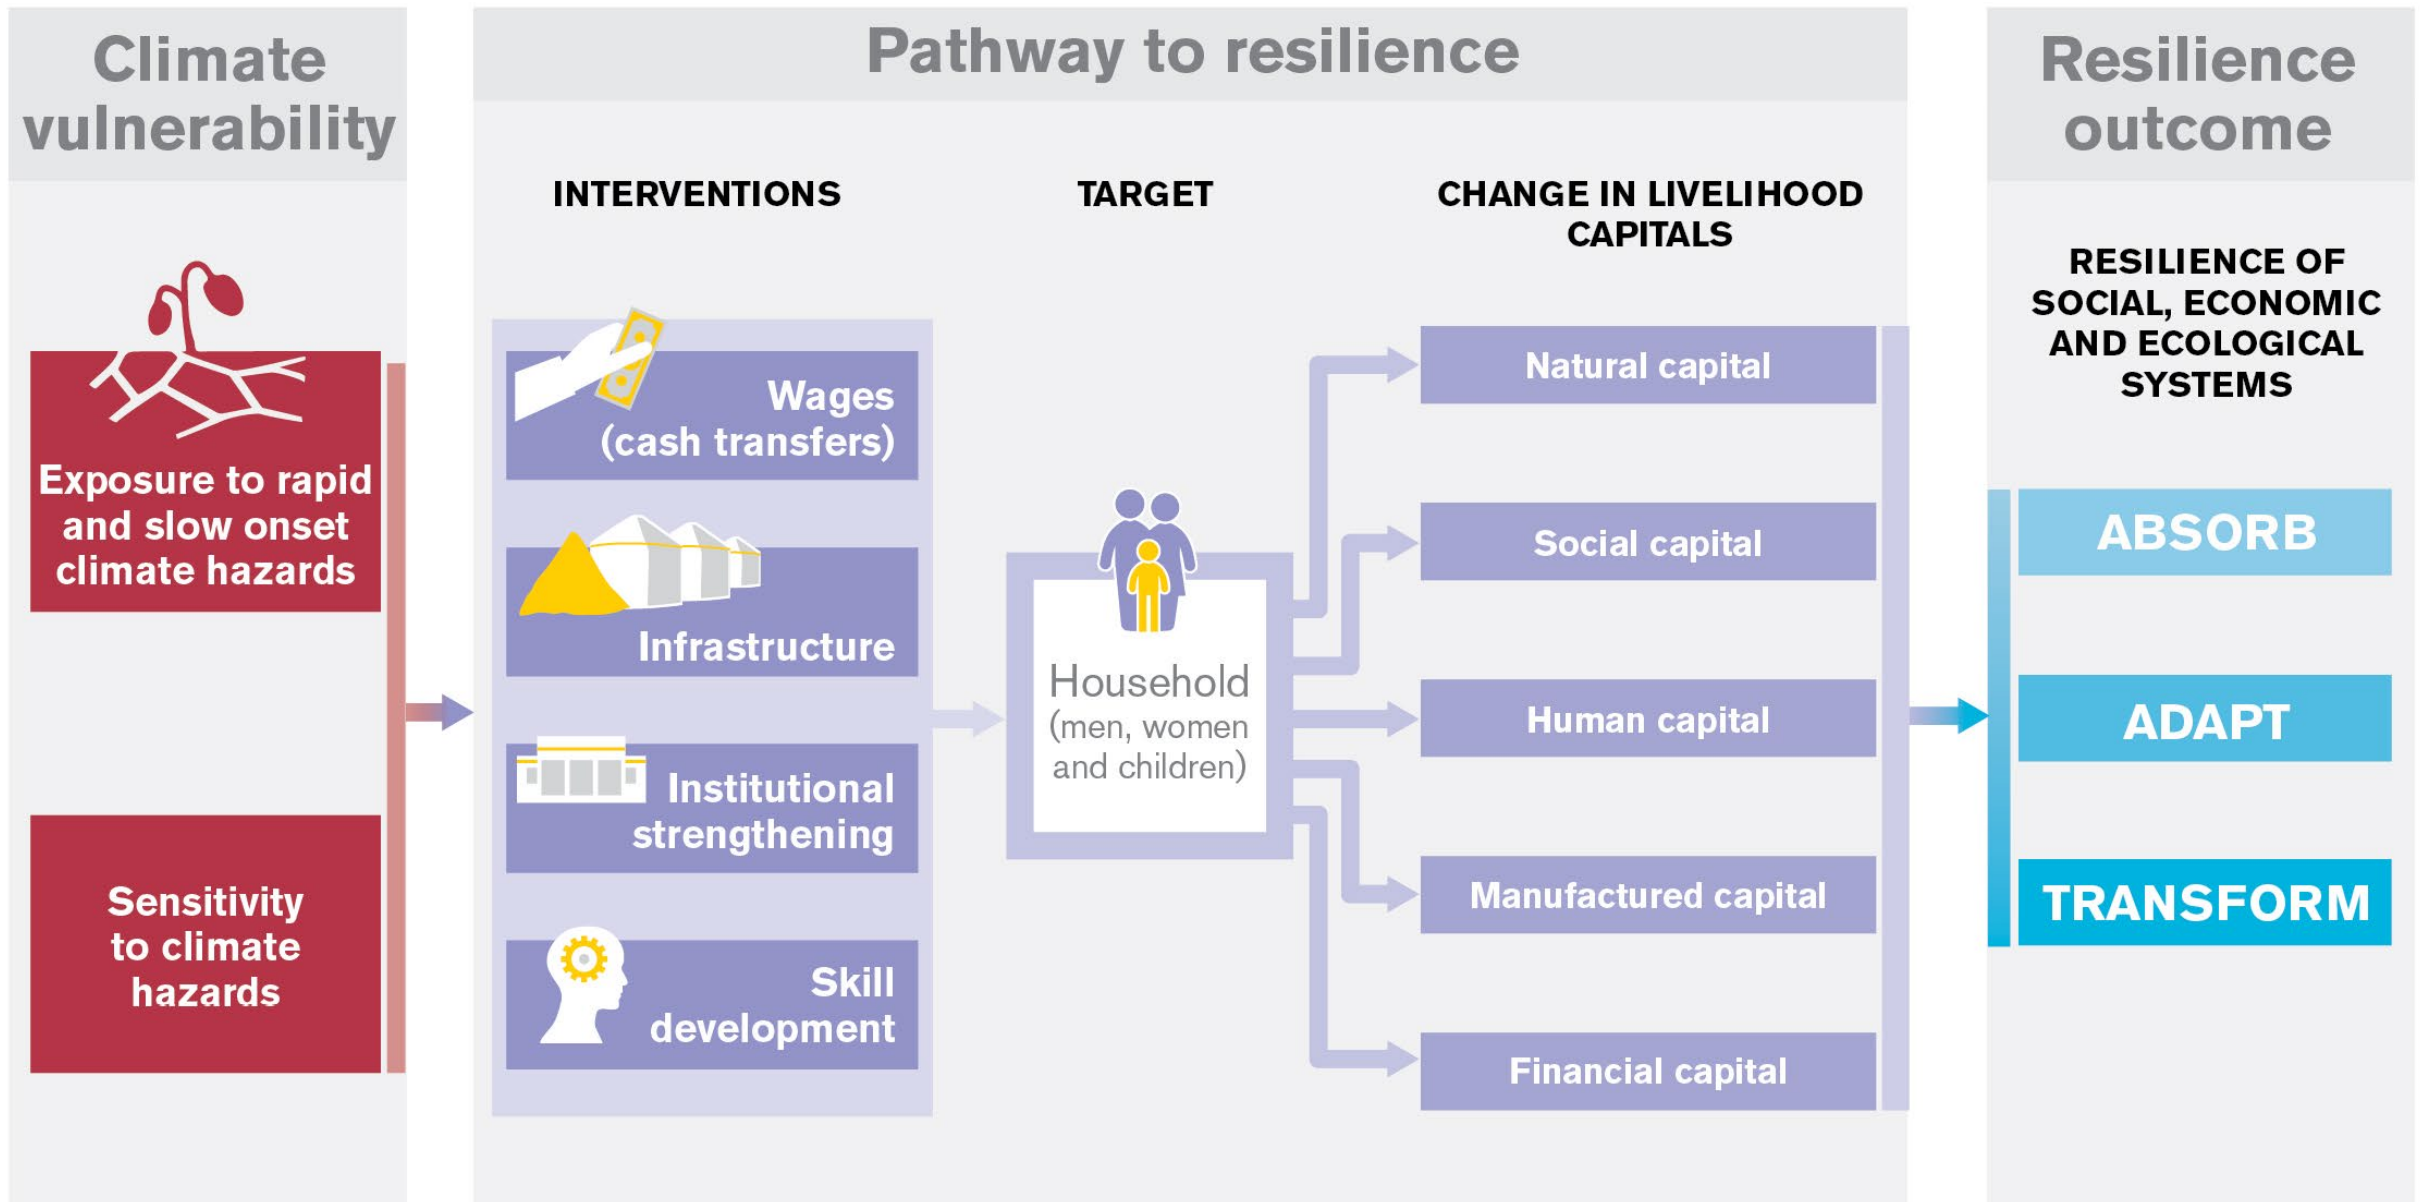 Climate
vulnerability
Exposure to rapid
and slow onset
climate hazards
Sensitivity
to climate
hazards
Pathway to resilience
INTERVENTIONS
Wages
(cash transfers)
Infrastructure
Institutional
strengthening
Skill
development
TARGET
Household
(men, women
and children)
CHANGE IN LIVELIHOOD
CAPITALS
Natural capital
Social capital
Human capital
Manufactured capital
Financial capital
Resilience
outcome
RESILIENCE OF
SOCIAL, ECONOMIC
AND ECOLOGICAL
SYSTEMS
ABSORB
ADAPT
TRANSFORM